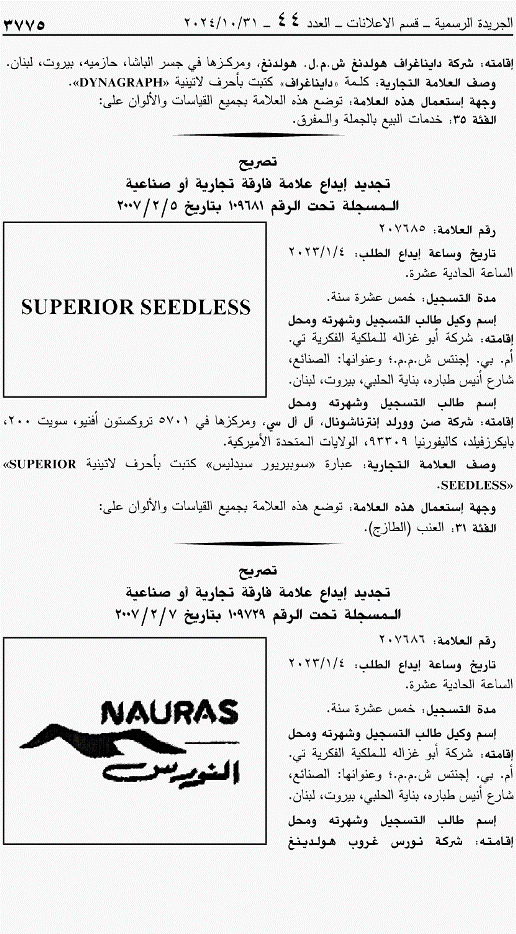 الجريدة الرسمية ــ قسم الاعلانات ــ العدد ٤٤ ــ ٢٠٢٤/١٠/٣١
٣٧٧٥
إقامته: شركة دايناغراف هولدنغ ش.م.ل. هولدنغ، ومركزها في جسر الباشا، حازميه، بيروت، لبنان.
وصف العلامة التجارية: كلمة «دايناغراف» كتبت بأحرف لاتينية «DYNAGRAPH».
وجهة إستعمال هذه العلامة: توضع هذه العلامة بجميع القياسات والألوان على:
الفئة ٣٥: خدمات البيع بالجملة والمفرق.
تصريح
تجديد إيداع علامة فارقة تجارية أو صناعية
المسجلة تحت الرقم ١٠٩٦٨١ بتاريخ ٢٠٠٧/٢/٥
رقم العلامة: ٢٠٧٦٨٥
تاريخ وساعة إيداع الطلب: ٢٠٢٣/١/٤
الساعة الحادية عشرة.
مدة التسجيل: خمس عشرة سنة.
إسم وكيل طالب التسجيل وشهرته ومحل
إقامته: شركة أبو غزاله للملكية الفكرية تي.
أم. بي. إجنتس ش.م.م.؛ وعنوانها: الصنائع،
شارع أنيس طباره، بناية الحلبي، بيروت، لبنان.
SUPERIOR SEEDLESS
إسم طالب التسجيل وشهرته ومحل
إقامته: شركة صن وورلد إنترناشونال، أل أل سي، ومركزها في ٥٧٠١ تروكستون أفنيو، سويت ٢٠٠،
بايكرزفيلد، كاليفورنيا ٩٣٣٠٩، الولايات المتحدة الأميركية.
وصف العلامة التجارية: عبارة «سوبيريور سيدليس» كتبت بأحرف لاتينية «SUPERIOR
SEEDLESS».
وجهة إستعمال هذه العلامة: توضع هذه العلامة بجميع القياسات والألوان على:
الفئة ٣١: العنب (الطازج).
تصريح
تجديد إيداع علامة فارقة تجارية أو صناعية
المسجلة تحت الرقم ١٠٩٧٢٩ بتاريخ ٢٠٠٧/٢/٧
رقم العلامة: ٢٠٧٦٨٦
تاريخ وساعة إيداع الطلب: ٢٠٢٣/١/٤
الساعة الحادية عشرة.
مدة التسجيل: خمس عشرة سنة.
إسم وكيل طالب التسجيل وشهرته ومحل
إقامته: شركة أبو غزاله للملكية الفكرية تي.
أم. بي. إجنتس ش.م.م.؛ وعنوانها: الصنائع،
شارع أنيس طباره، بناية الحلبي، بيروت، لبنان.
NAURAS
النورس
إسم طالب التسجيل وشهرته ومحل
إقامته: شركة نورس غروب هولدينغ